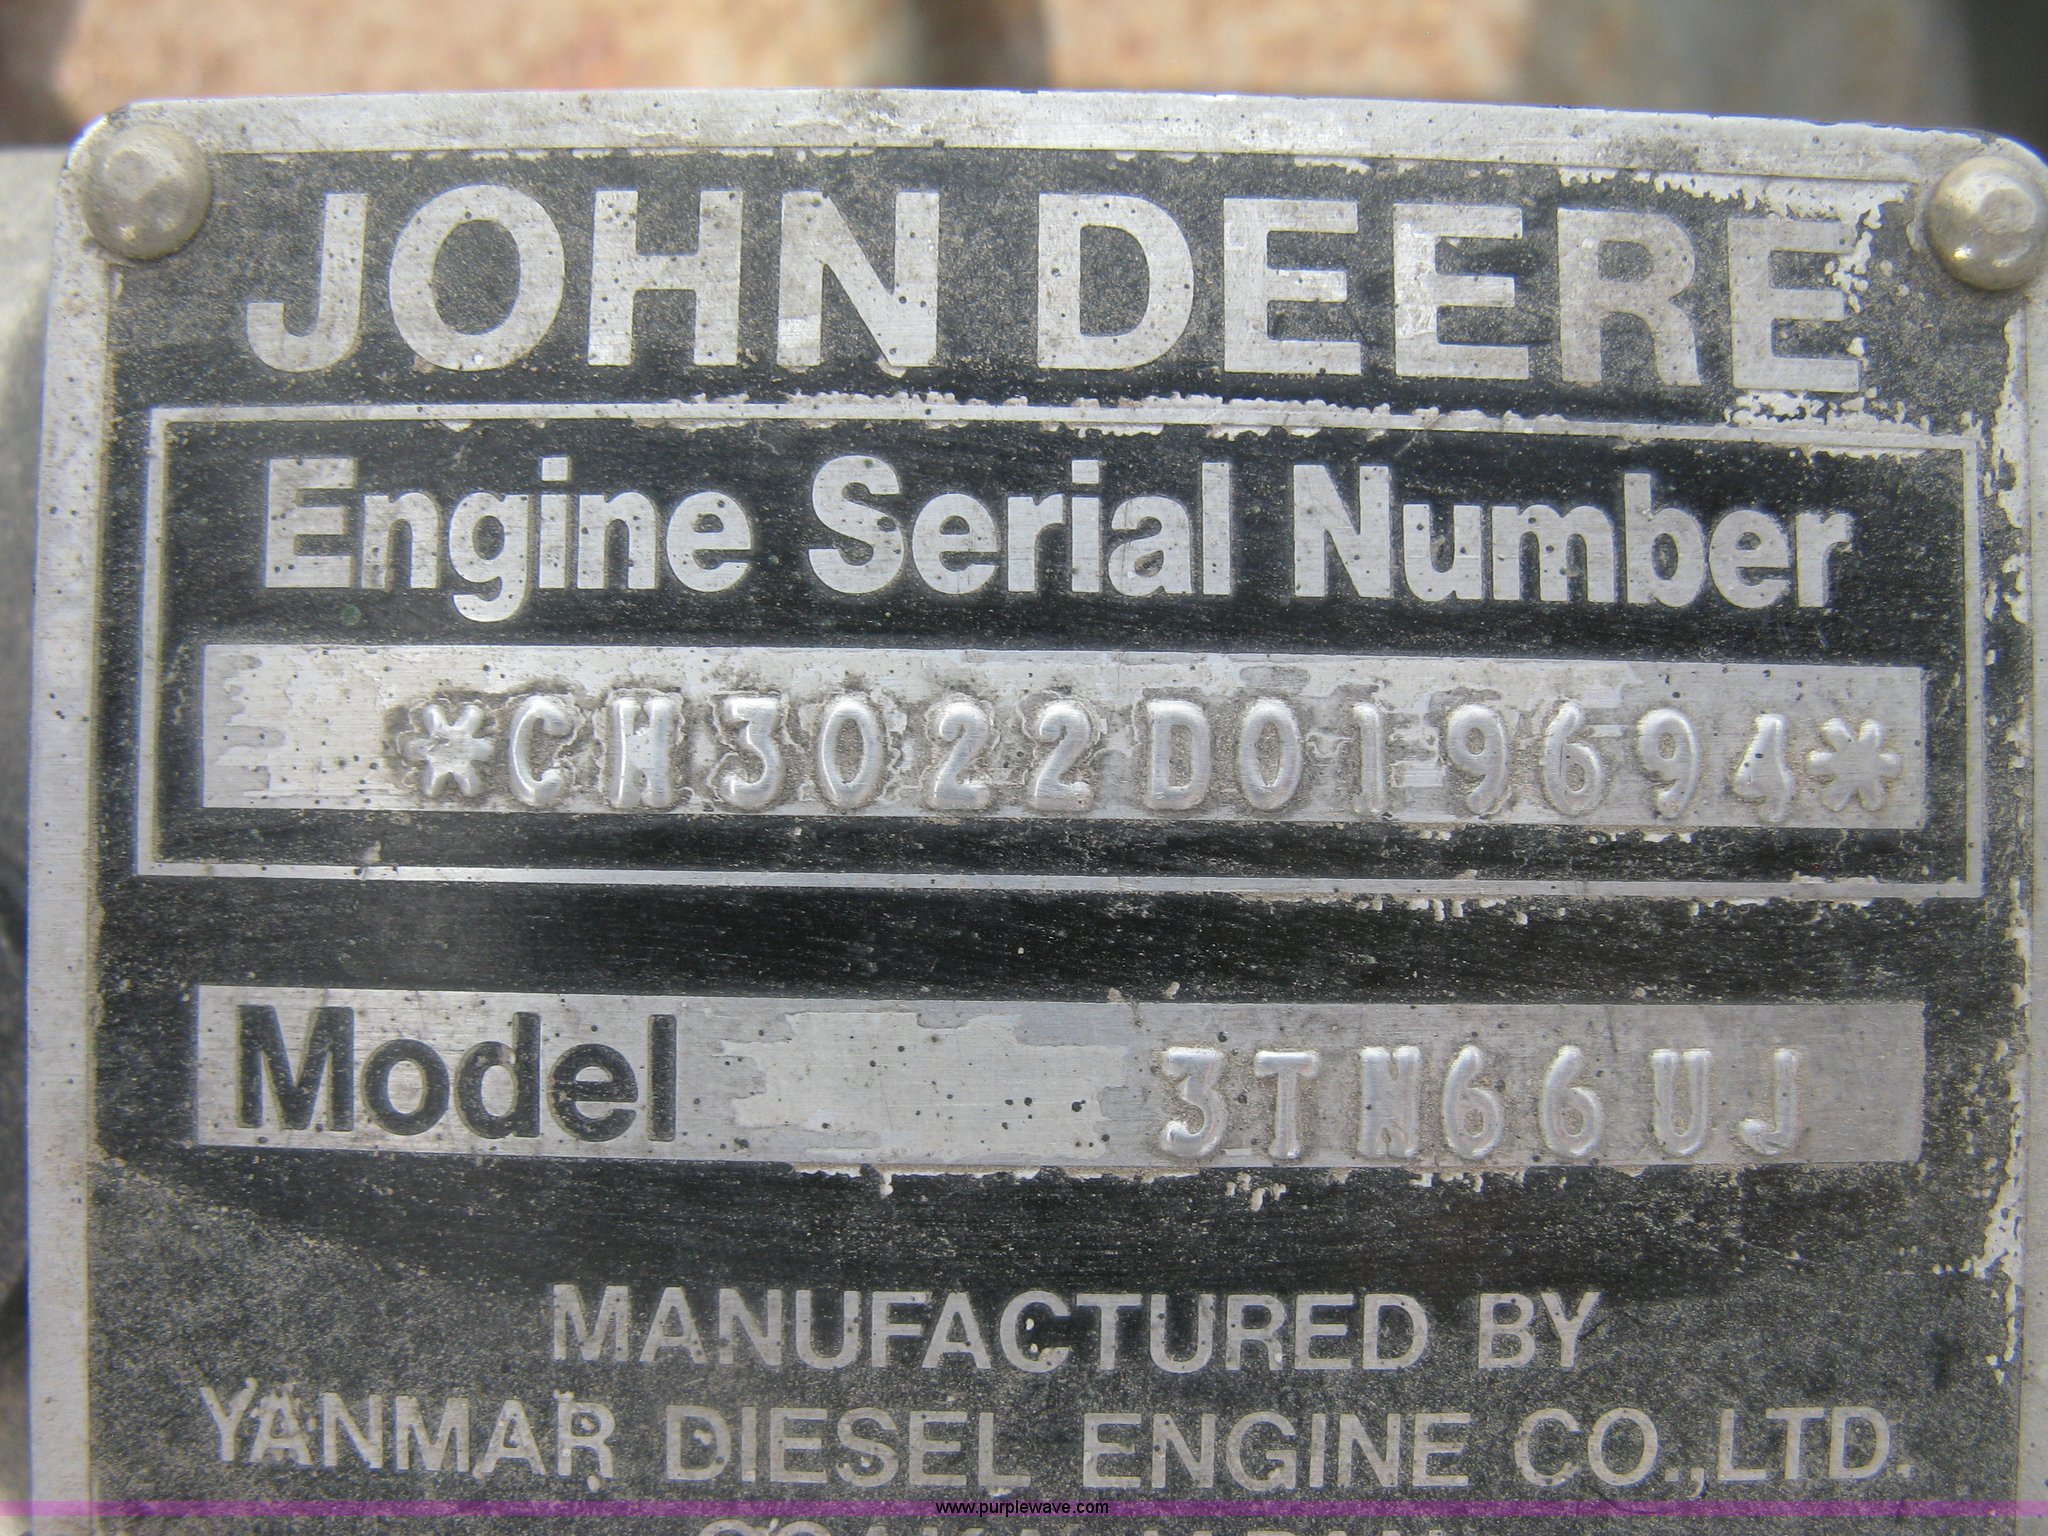 JOHN DEERE
Engine Serial Number
*CH3022D019694*
Model 3TN66UJ
MANUFACTURED BY
YANMAR DIESEL ENGINE CO.,LTD.
www.purplewave.com